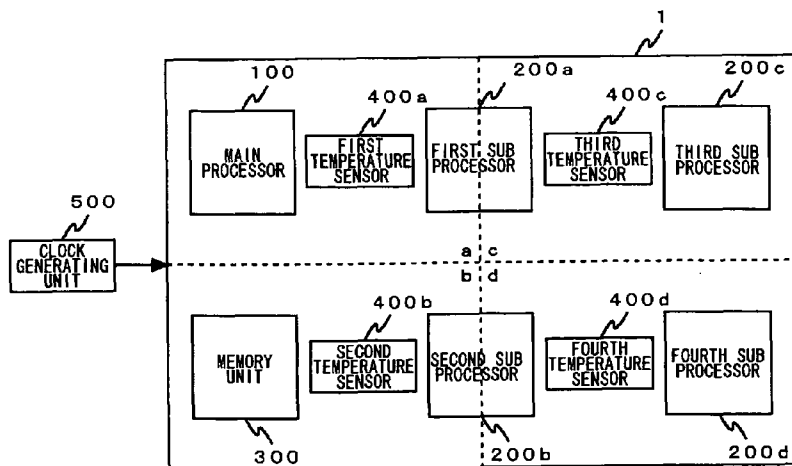 1
100
200a
200c
400a
400c
MAIN
PROCESSOR
FIRST
TEMPERATURE
SENSOR
FIRST SUB
PROCESSOR
THIRD
TEMPERATURE
SENSOR
THIRD SUB
PROCESSOR
500
CLOCK
GENERATING
UNIT
a c
b d
400b
400d
MEMORY
UNIT
SECOND
TEMPERATURE
SENSOR
SECOND SUB
PROCESSOR
FOURTH
TEMPERATURE
SENSOR
FOURTH SUB
PROCESSOR
300
200b
200d